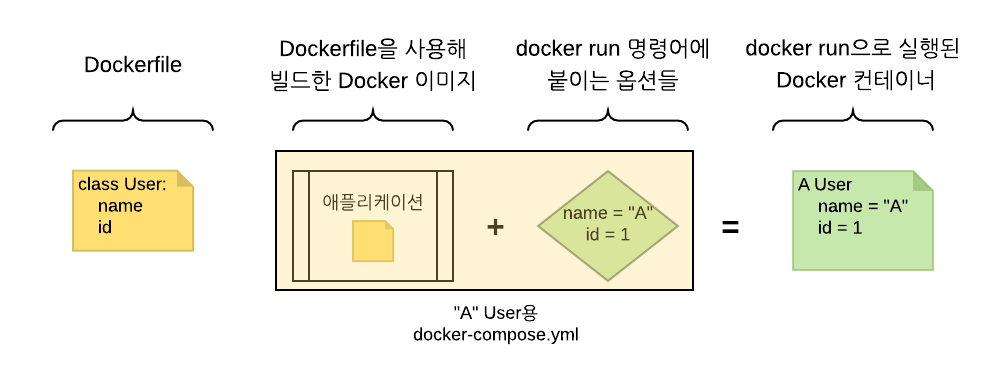 Dockerfile
Dockerfile을 사용해
빌드한 Docker 이미지
docker run 명령어에
붙이는 옵션들
docker run으로 실행된
Docker 컨테이너
class User:
name
id
애플리케이션
+
name = "A"
id = 1
=
A User
name = "A"
id = 1
"A" User용
docker-compose.yml